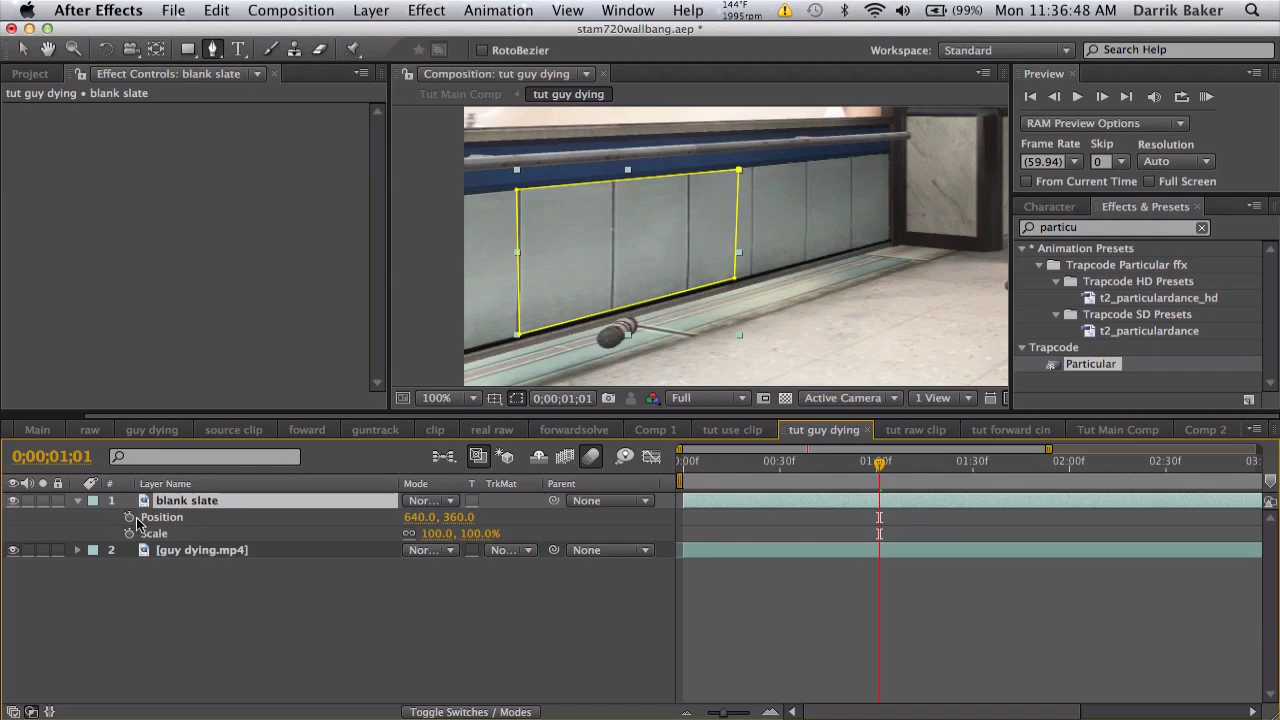 After Effects File Edit Composition Layer Effect Animation View Window Help 144°F 1995rpm (99%) Mon 11:36:48 AM Darrik Baker
stam720wallbang.aep *
T RotoBezier Workspace: Standard Search Help
Project Effect Controls: blank slate Composition: tut guy dying Preview
tut guy dying • blank slate Tut Main Comp tut guy dying
RAM Preview Options
Frame Rate Skip Resolution
(59.94) 0 Auto
From Current Time Full Screen
Character Effects & Presets
particu
* Animation Presets
Trapcode Particular ffx
Trapcode HD Presets
t2_particulardance_hd
Trapcode SD Presets
t2_particulardance
Trapcode
Particular
100% 0;00;01;01 Full Active Camera 1 View
Main raw guy dying source clip foward guntrack clip real raw forwardsolve Comp 1 tut use clip tut guy dying tut raw clip tut forward cin Tut Main Comp Comp 2
0;00;01;01
:00f 00:30f 01:00f 01:30f 02:00f 02:30f 03:
# Layer Name Mode T TrkMat Parent
1 blank slate Nor... None
Position 640.0, 360.0
Scale 100.0, 100.0%
2 [guy dying.mp4] Nor... No... None
Toggle Switches / Modes